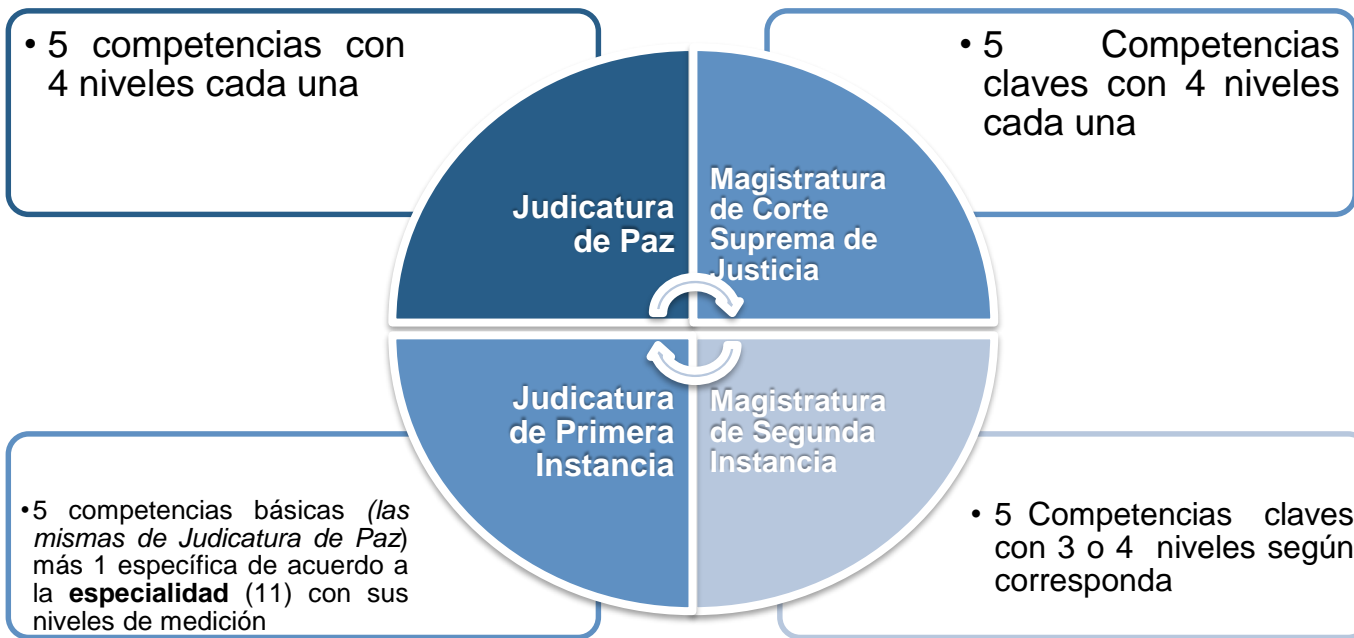 • 5 competencias con
4 niveles cada una
• 5 Competencias
claves con 4 niveles
cada una
Judicatura
de Paz
Magistratura
de Corte
Suprema de
Justicia
Judicatura
de Primera
Instancia
Magistratura
de Segunda
Instancia
•5 competencias básicas (las
mismas de Judicatura de Paz)
más 1 específica de acuerdo a
la especialidad (11) con sus
niveles de medición
• 5 Competencias claves
con 3 o 4 niveles según
corresponda